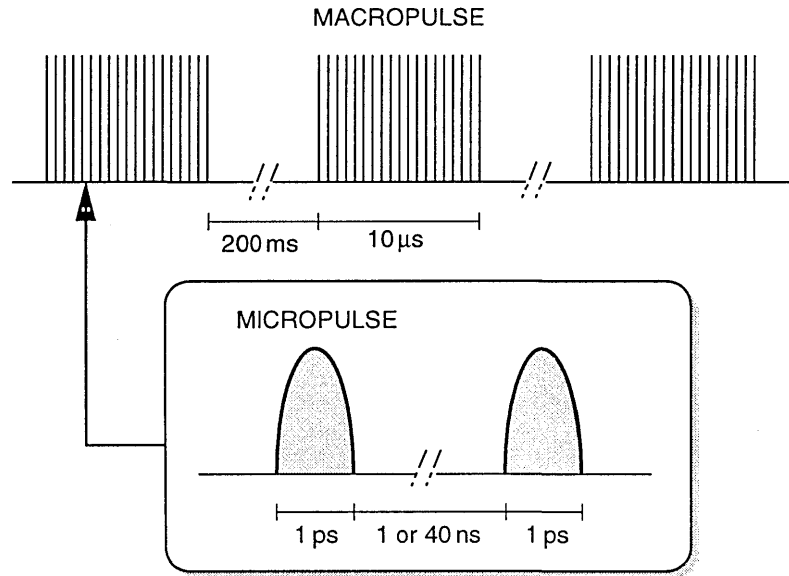 MACROPULSE
200 ms
10 µs
MICROPULSE
1 ps
1 or 40 ns
1 ps